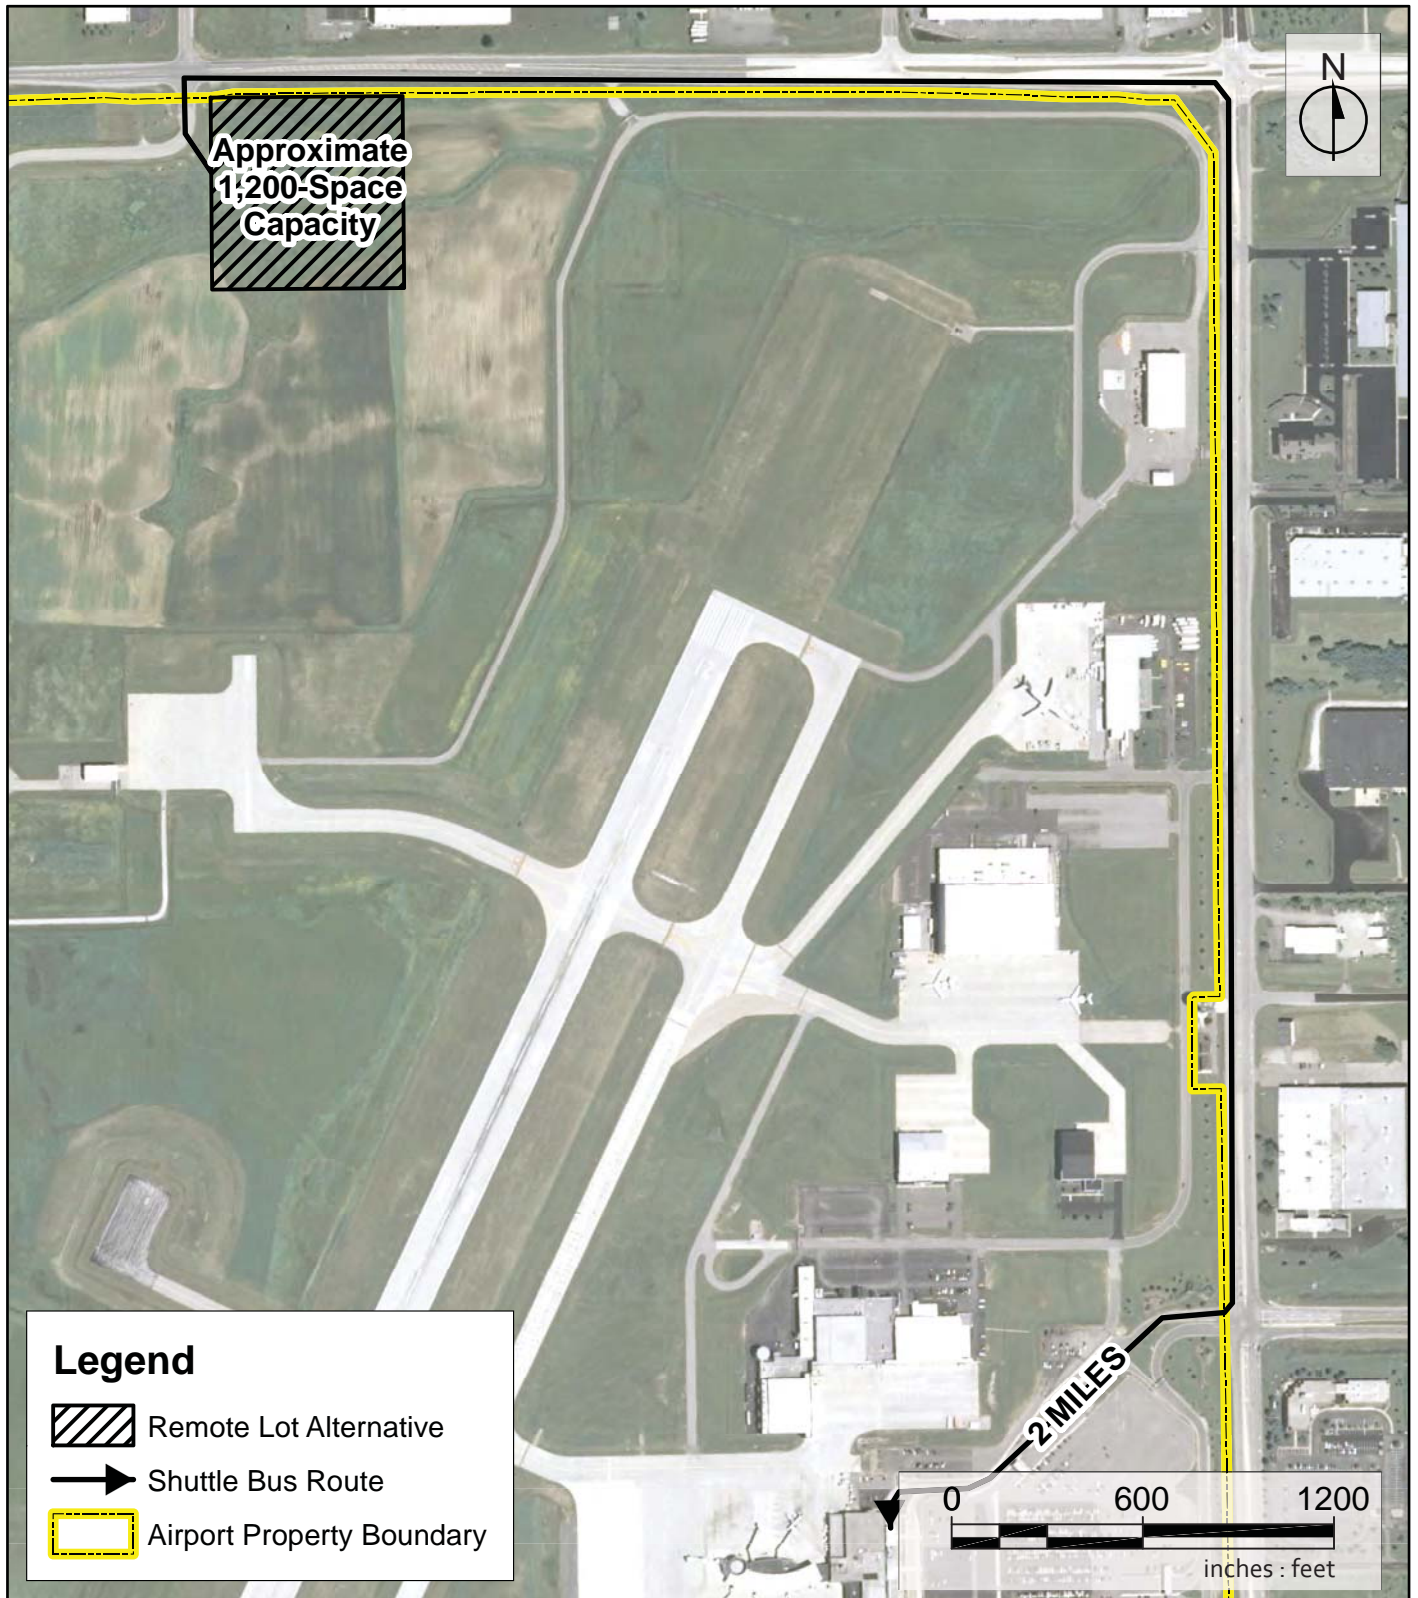 N
Approximate
1,200-Space
Capacity
2 MILES
Legend
Remote Lot Alternative
Shuttle Bus Route
Airport Property Boundary
0 600 1200
inches : feet